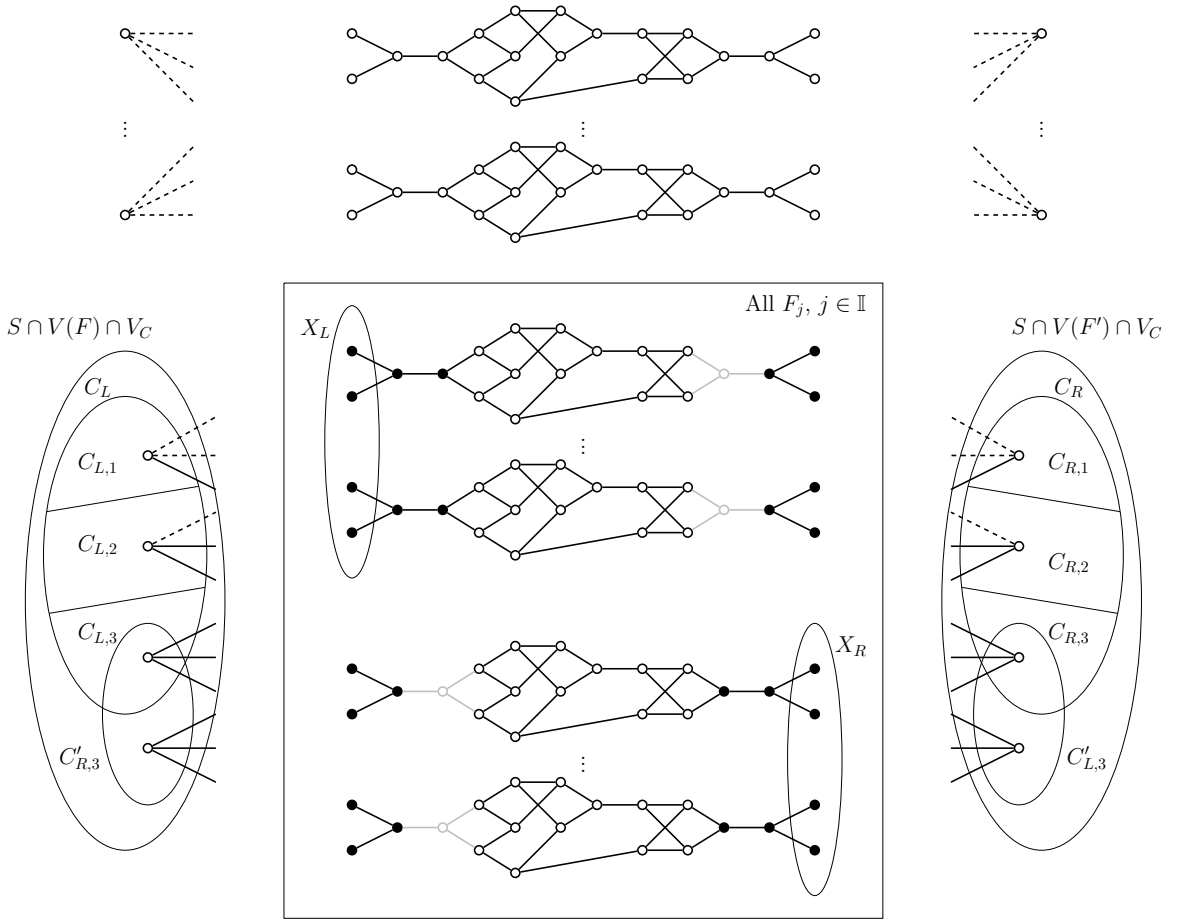 ⋮ ⋮ ⋮
All F_j, j ∈ 𝕀
S ∩ V(F) ∩ V_C
X_L
S ∩ V(F′) ∩ V_C
C_L
C_R
⋮
C_{L,1}
C_{R,1}
C_{L,2}
C_{R,2}
C_{L,3}
C_{R,3}
X_R
C′_{R,3}
C′_{L,3}
⋮